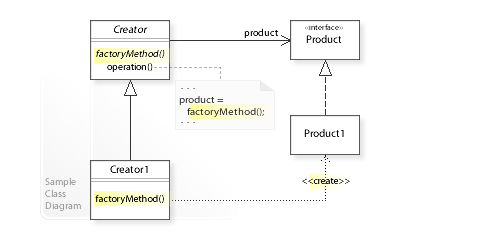 Creator
factoryMethod()
operation()
product
«interface»
Product
- - -
product =
factoryMethod();
- - -
Product1
Creator1
factoryMethod()
<<create>>
Sample
Class
Diagram